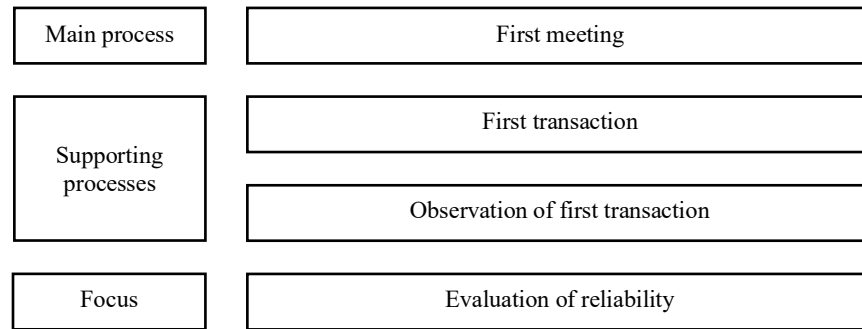 Main process
First meeting
Supporting
processes
First transaction
Observation of first transaction
Focus
Evaluation of reliability